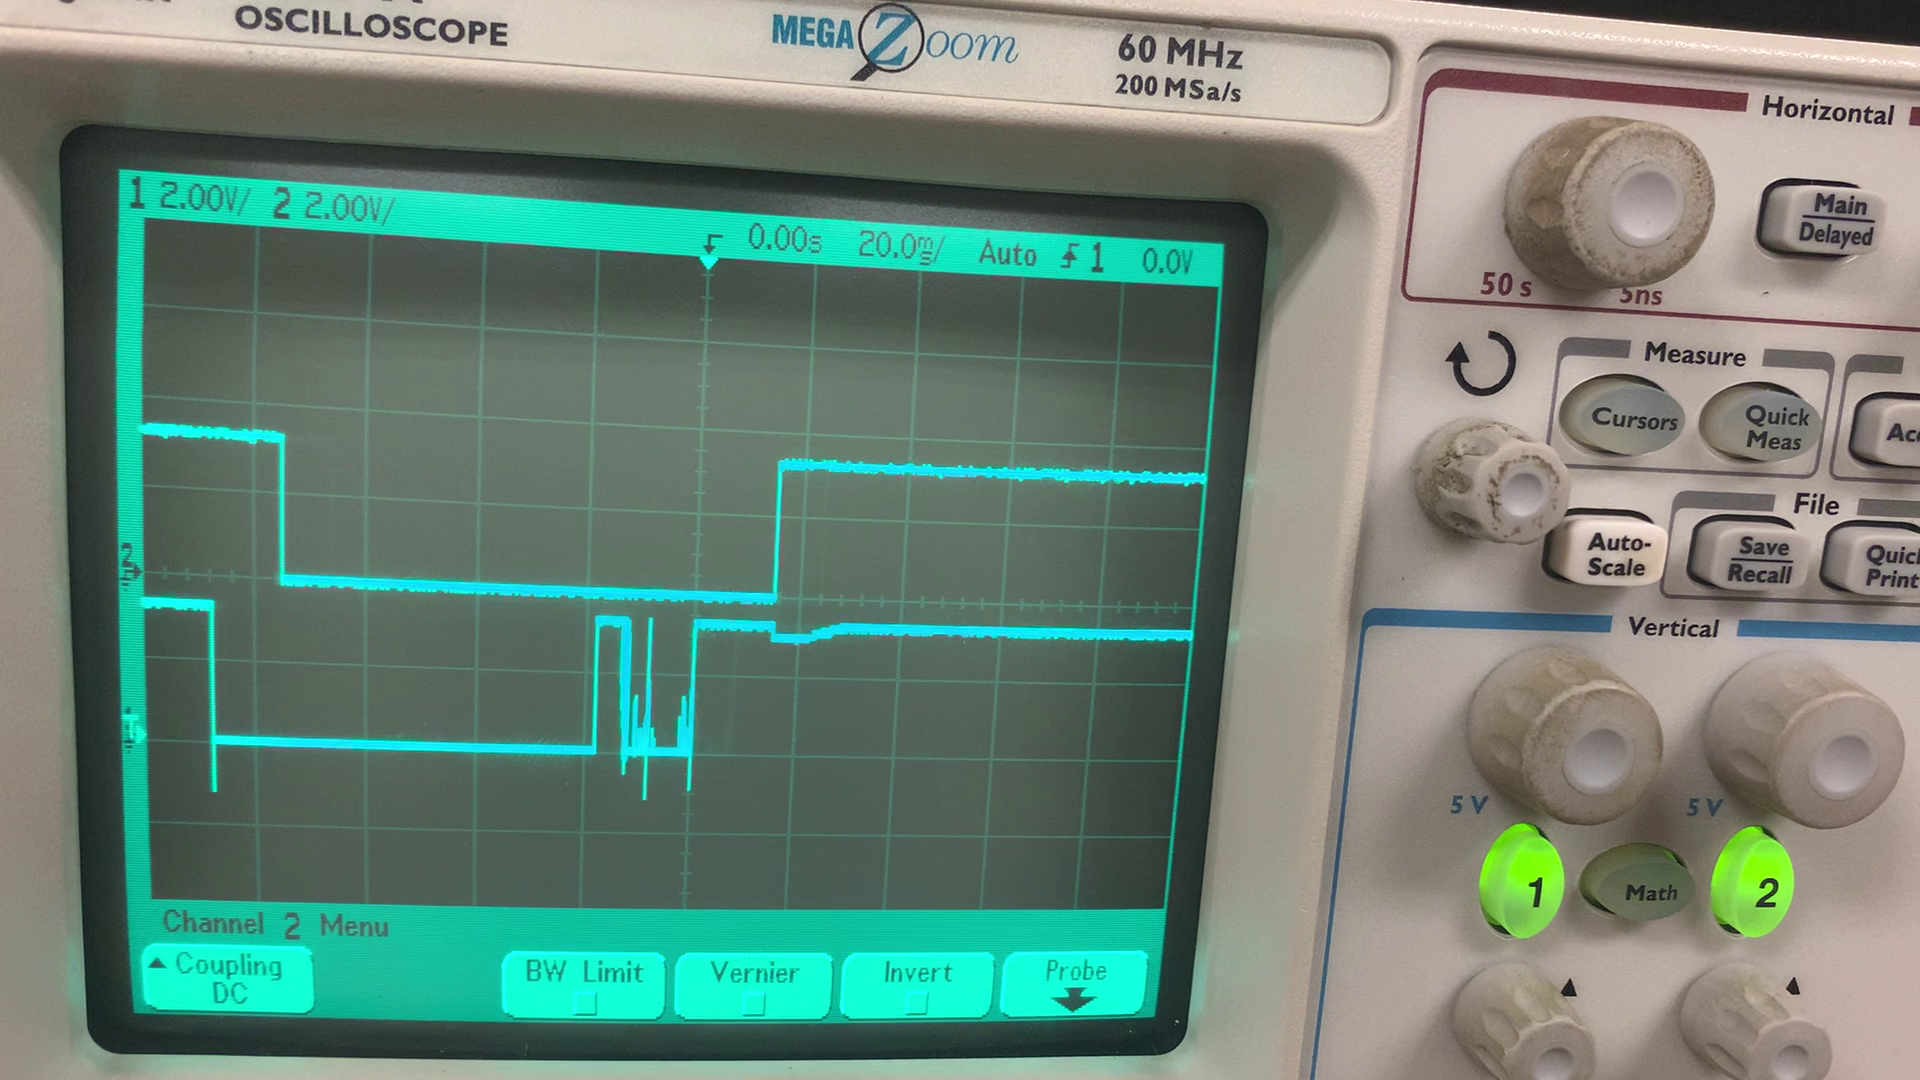 OSCILLOSCOPE
MEGA Zoom
60 MHz
200 MSa/s
1 2.00V/ 2 2.00V/
0.00s 20.0ms/ Auto 1 0.0V
2
Channel 2 Menu
Coupling
DC
BW Limit
Vernier
Invert
Probe
Horizontal
Main
Delayed
50 s
5ns
Measure
Cursors
Quick
Meas
File
Auto-
Scale
Save
Recall
Print
Vertical
5 V
5 V
1
Math
2